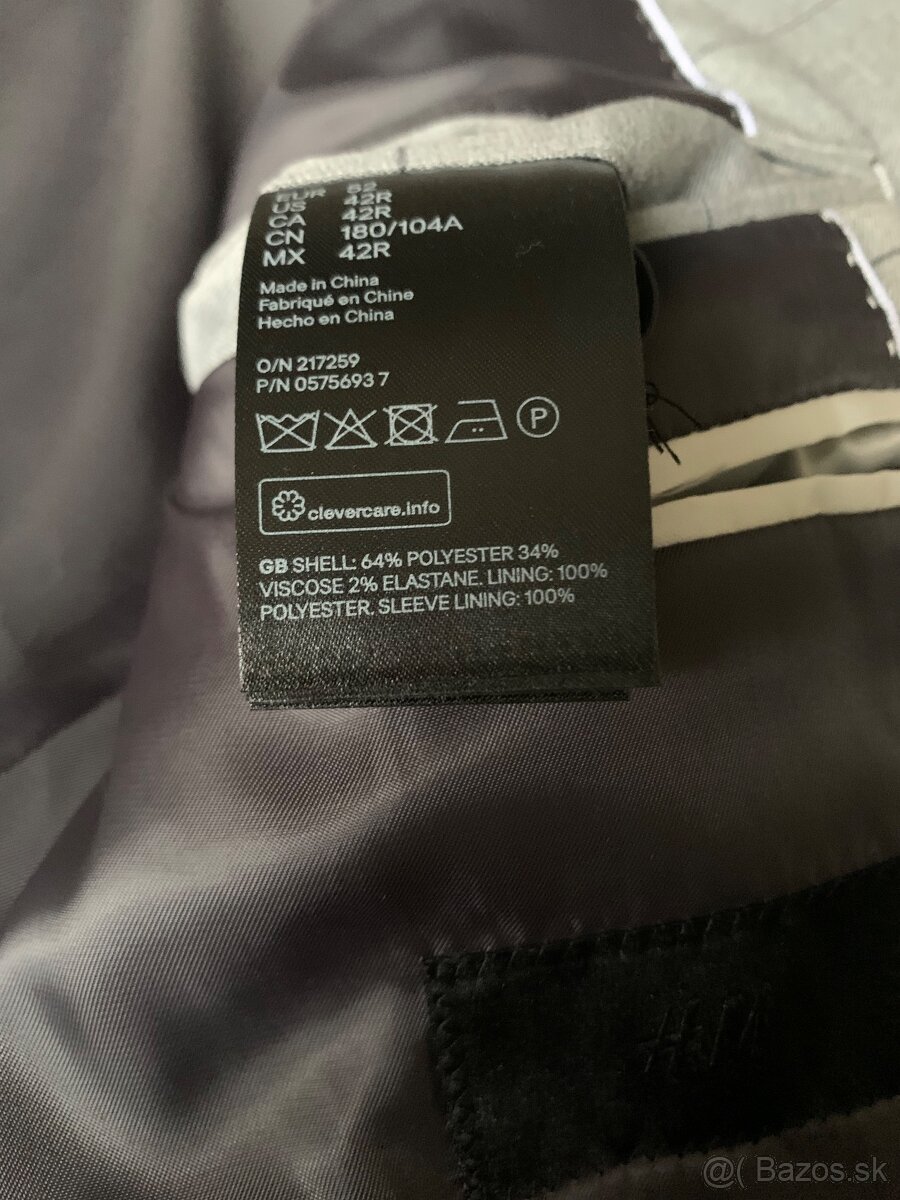 EUR 52
US 42R
CA 42R
CN 180/104A
MX 42R
Made in China
Fabriqué en Chine
Hecho en China
O/N 217259
P/N 0575693 7
P
clevercare.info
GB SHELL: 64% POLYESTER 34%
VISCOSE 2% ELASTANE. LINING: 100%
POLYESTER. SLEEVE LINING: 100%
H&M
@( Bazos.sk